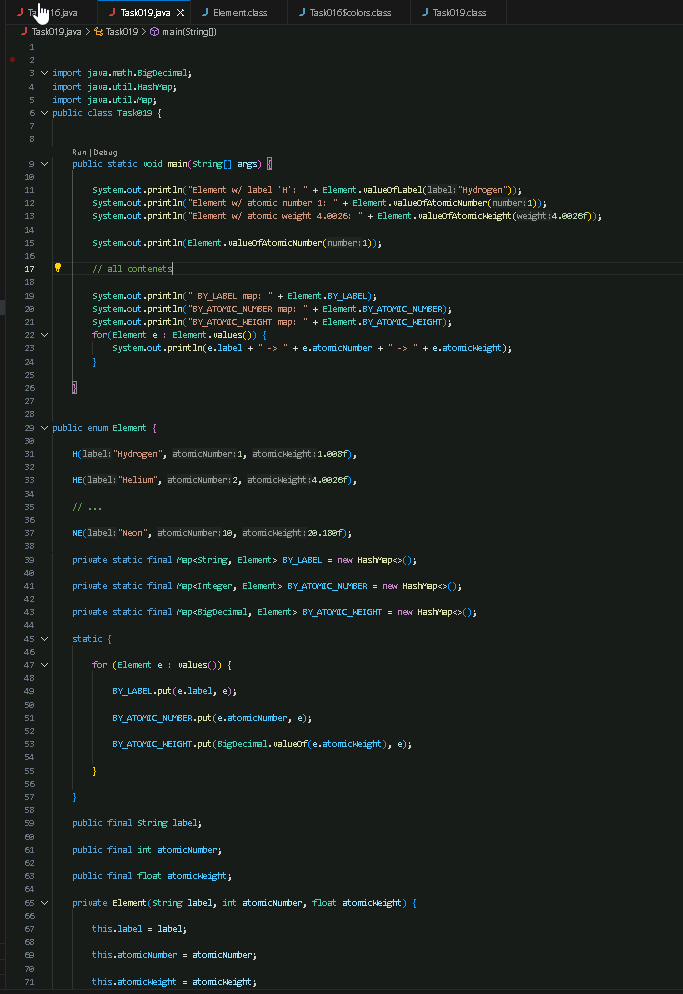 16.java Task019.java Element.class Task016$colors.class Task019.class
Task019.java > Task019 > main(String[])
1
2
3 import java.math.BigDecimal;
4 import java.util.HashMap;
5 import java.util.Map;
6 public class Task019 {
7
8
Run | Debug
9 public static void main(String[] args) {
10
11 System.out.println("Element w/ label 'H': " + Element.valueOfLabel(label:"Hydrogen"));
12 System.out.println("Element w/ atomic number 1: " + Element.valueOfAtomicNumber(number:1));
13 System.out.println("Element w/ atomic weight 4.0026: " + Element.valueOfAtomicWeight(weight:4.0026f));
14
15 System.out.println(Element.valueOfAtomicNumber(number:1));
16
17 // all contenets
18
19 System.out.println(" BY_LABEL map: " + Element.BY_LABEL);
20 System.out.println("BY_ATOMIC_NUMBER map: " + Element.BY_ATOMIC_NUMBER);
21 System.out.println("BY_ATOMIC_WEIGHT map: " + Element.BY_ATOMIC_WEIGHT);
22 for(Element e : Element.values()) {
23 System.out.println(e.label + " -> " + e.atomicNumber + " -> " + e.atomicWeight);
24 }
25
26 }
27
28
29 public enum Element {
30
31 H(label:"Hydrogen", atomicNumber:1, atomicWeight:1.008f),
32
33 HE(label:"Helium", atomicNumber:2, atomicWeight:4.0026f),
34
35 // ...
36
37 NE(label:"Neon", atomicNumber:10, atomicWeight:20.180f);
38
39 private static final Map<String, Element> BY_LABEL = new HashMap<>();
40
41 private static final Map<Integer, Element> BY_ATOMIC_NUMBER = new HashMap<>();
42
43 private static final Map<BigDecimal, Element> BY_ATOMIC_WEIGHT = new HashMap<>();
44
45 static {
46
47 for (Element e : values()) {
48
49 BY_LABEL.put(e.label, e);
50
51 BY_ATOMIC_NUMBER.put(e.atomicNumber, e);
52
53 BY_ATOMIC_WEIGHT.put(BigDecimal.valueOf(e.atomicWeight), e);
54
55 }
56
57 }
58
59 public final String label;
60
61 public final int atomicNumber;
62
63 public final float atomicWeight;
64
65 private Element(String label, int atomicNumber, float atomicWeight) {
66
67 this.label = label;
68
69 this.atomicNumber = atomicNumber;
70
71 this.atomicWeight = atomicWeight;